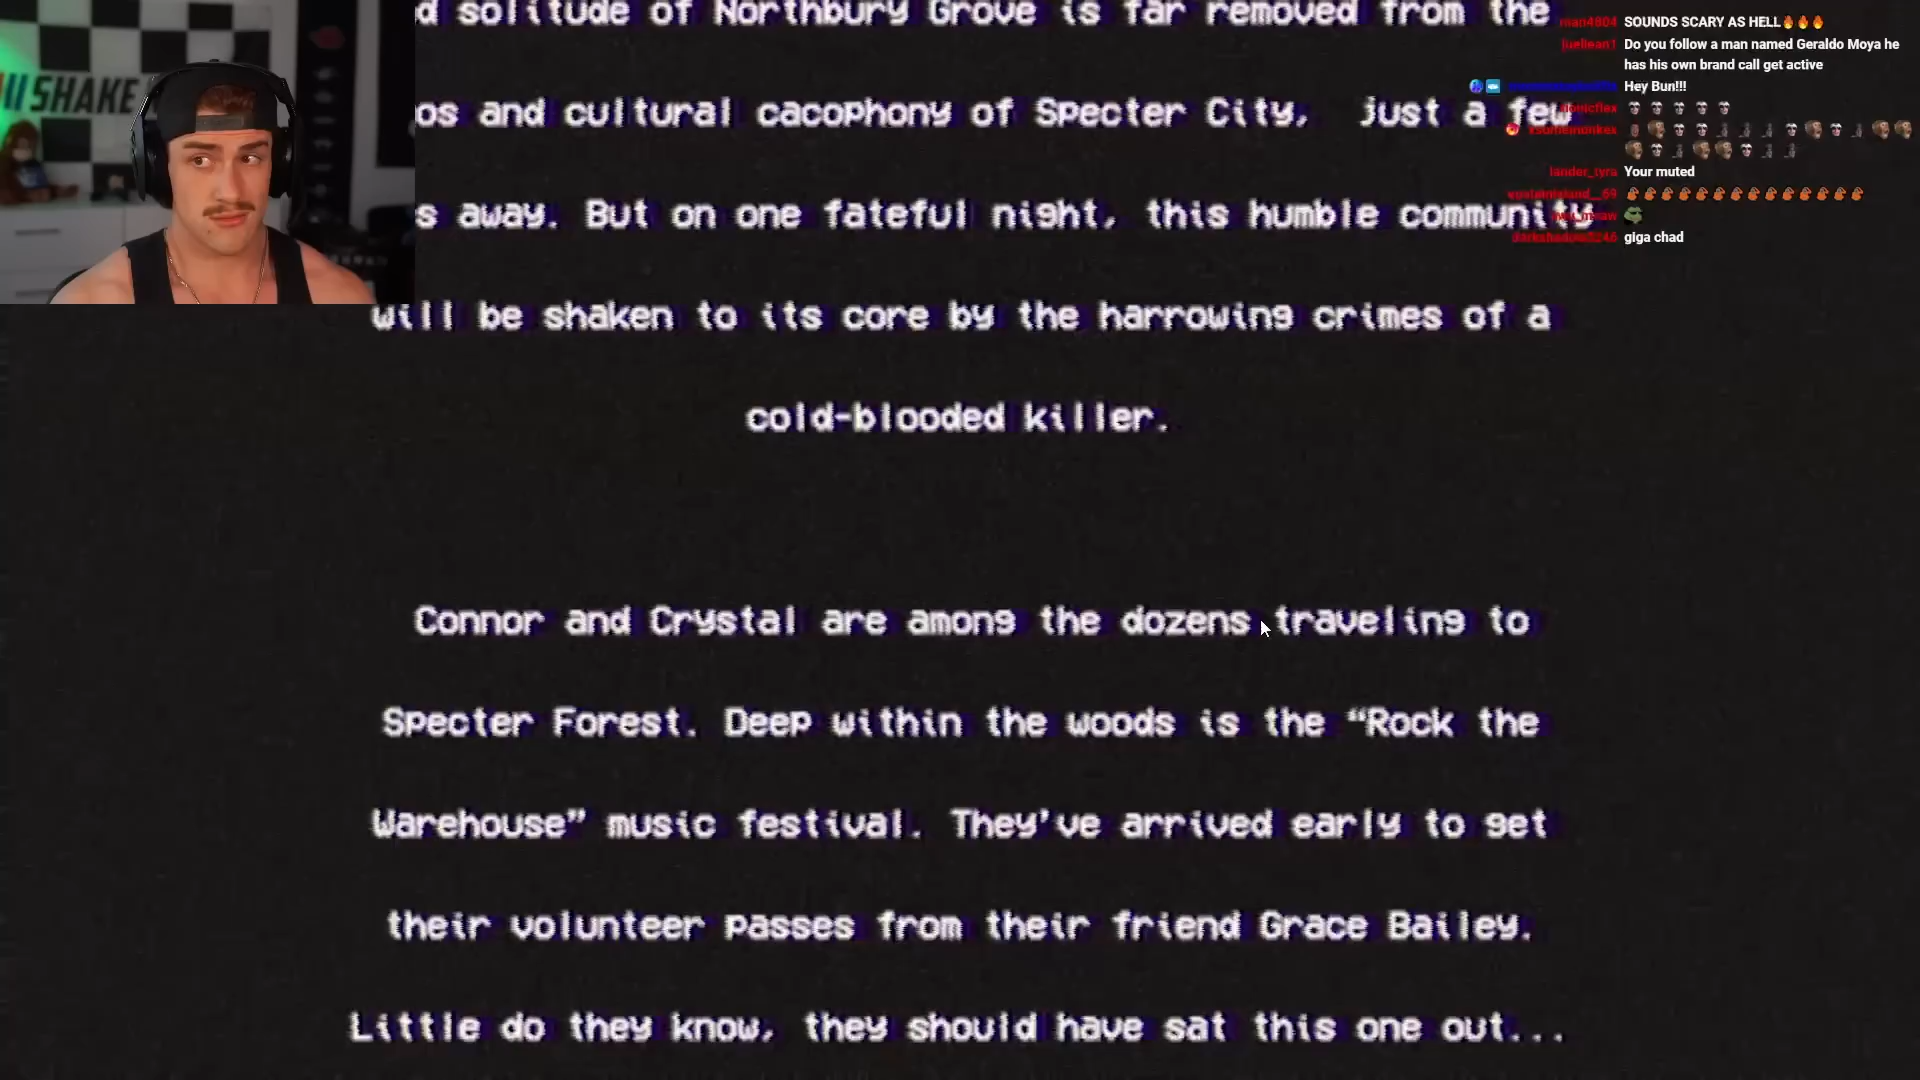 solitude of Northbury Grove is far removed from the
os and cultural cacophony of Specter City, just a few
s away. But on one fateful night, this humble community
will be shaken to its core by the harrowing crimes of a
cold-blooded killer.
Connor and Crystal are among the dozens traveling to
Specter Forest. Deep within the woods is the “Rock the
Warehouse” music festival. They’ve arrived early to get
their volunteer passes from their friend Grace Bailey.
Little do they know, they should have sat this one out...
SHAKE
man4804 SOUNDS SCARY AS HELL🔥🔥🔥
Do you follow a man named Geraldo Moya he
has his own brand call get active
Hey Bun!!!
lander_tyra Your muted
giga chad